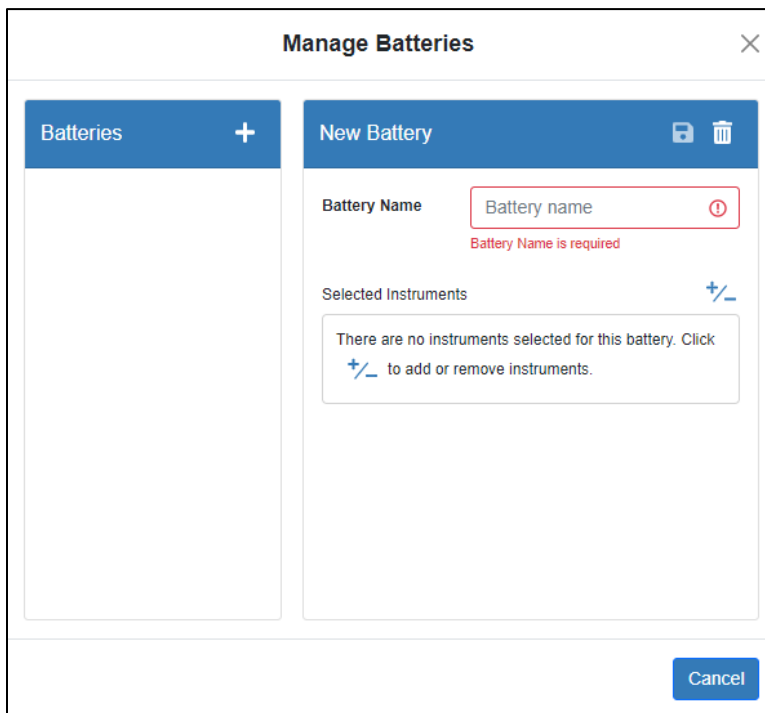 Manage Batteries
Batteries
New Battery
Battery Name
Battery name
Battery Name is required
Selected Instruments
+/−
There are no instruments selected for this battery. Click
+/− to add or remove instruments.
Cancel